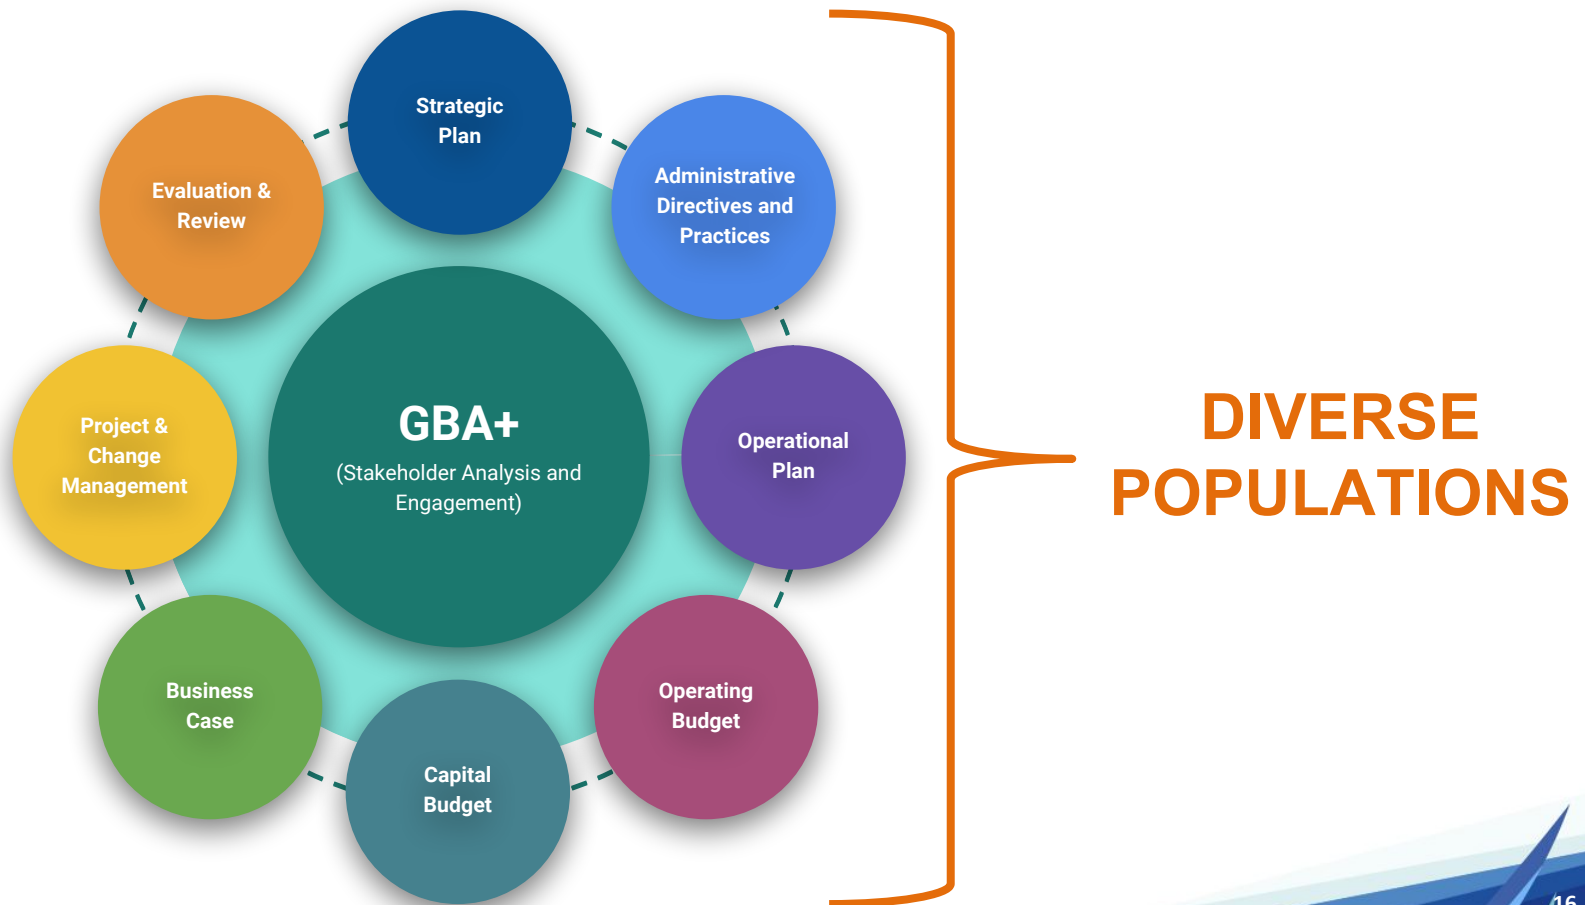 Strategic
Plan
Administrative
Directives and
Practices
Evaluation &
Review
GBA+
(Stakeholder Analysis and
Engagement)
Project &
Change
Management
Operational
Plan
Business
Case
Operating
Budget
Capital
Budget
DIVERSE
POPULATIONS
16